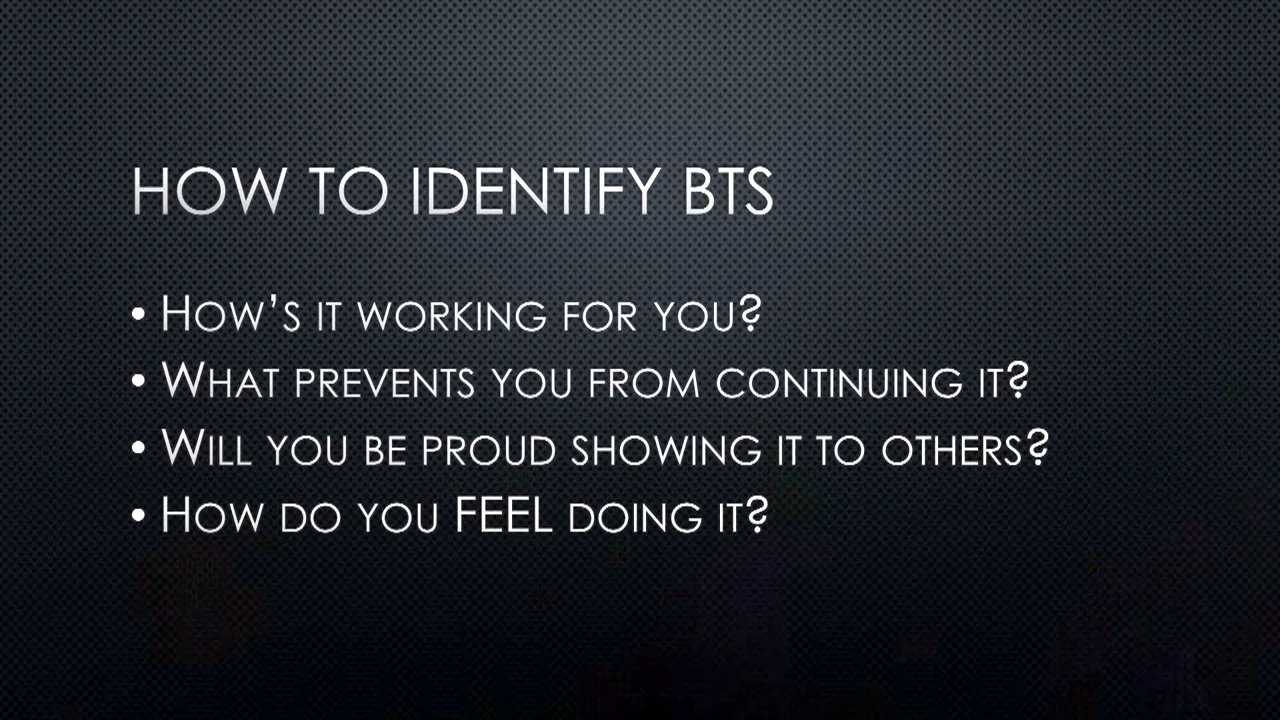 HOW TO IDENTIFY BTS
• HOW'S IT WORKING FOR YOU?
• WHAT PREVENTS YOU FROM CONTINUING IT?
• WILL YOU BE PROUD SHOWING IT TO OTHERS?
• HOW DO YOU FEEL DOING IT?